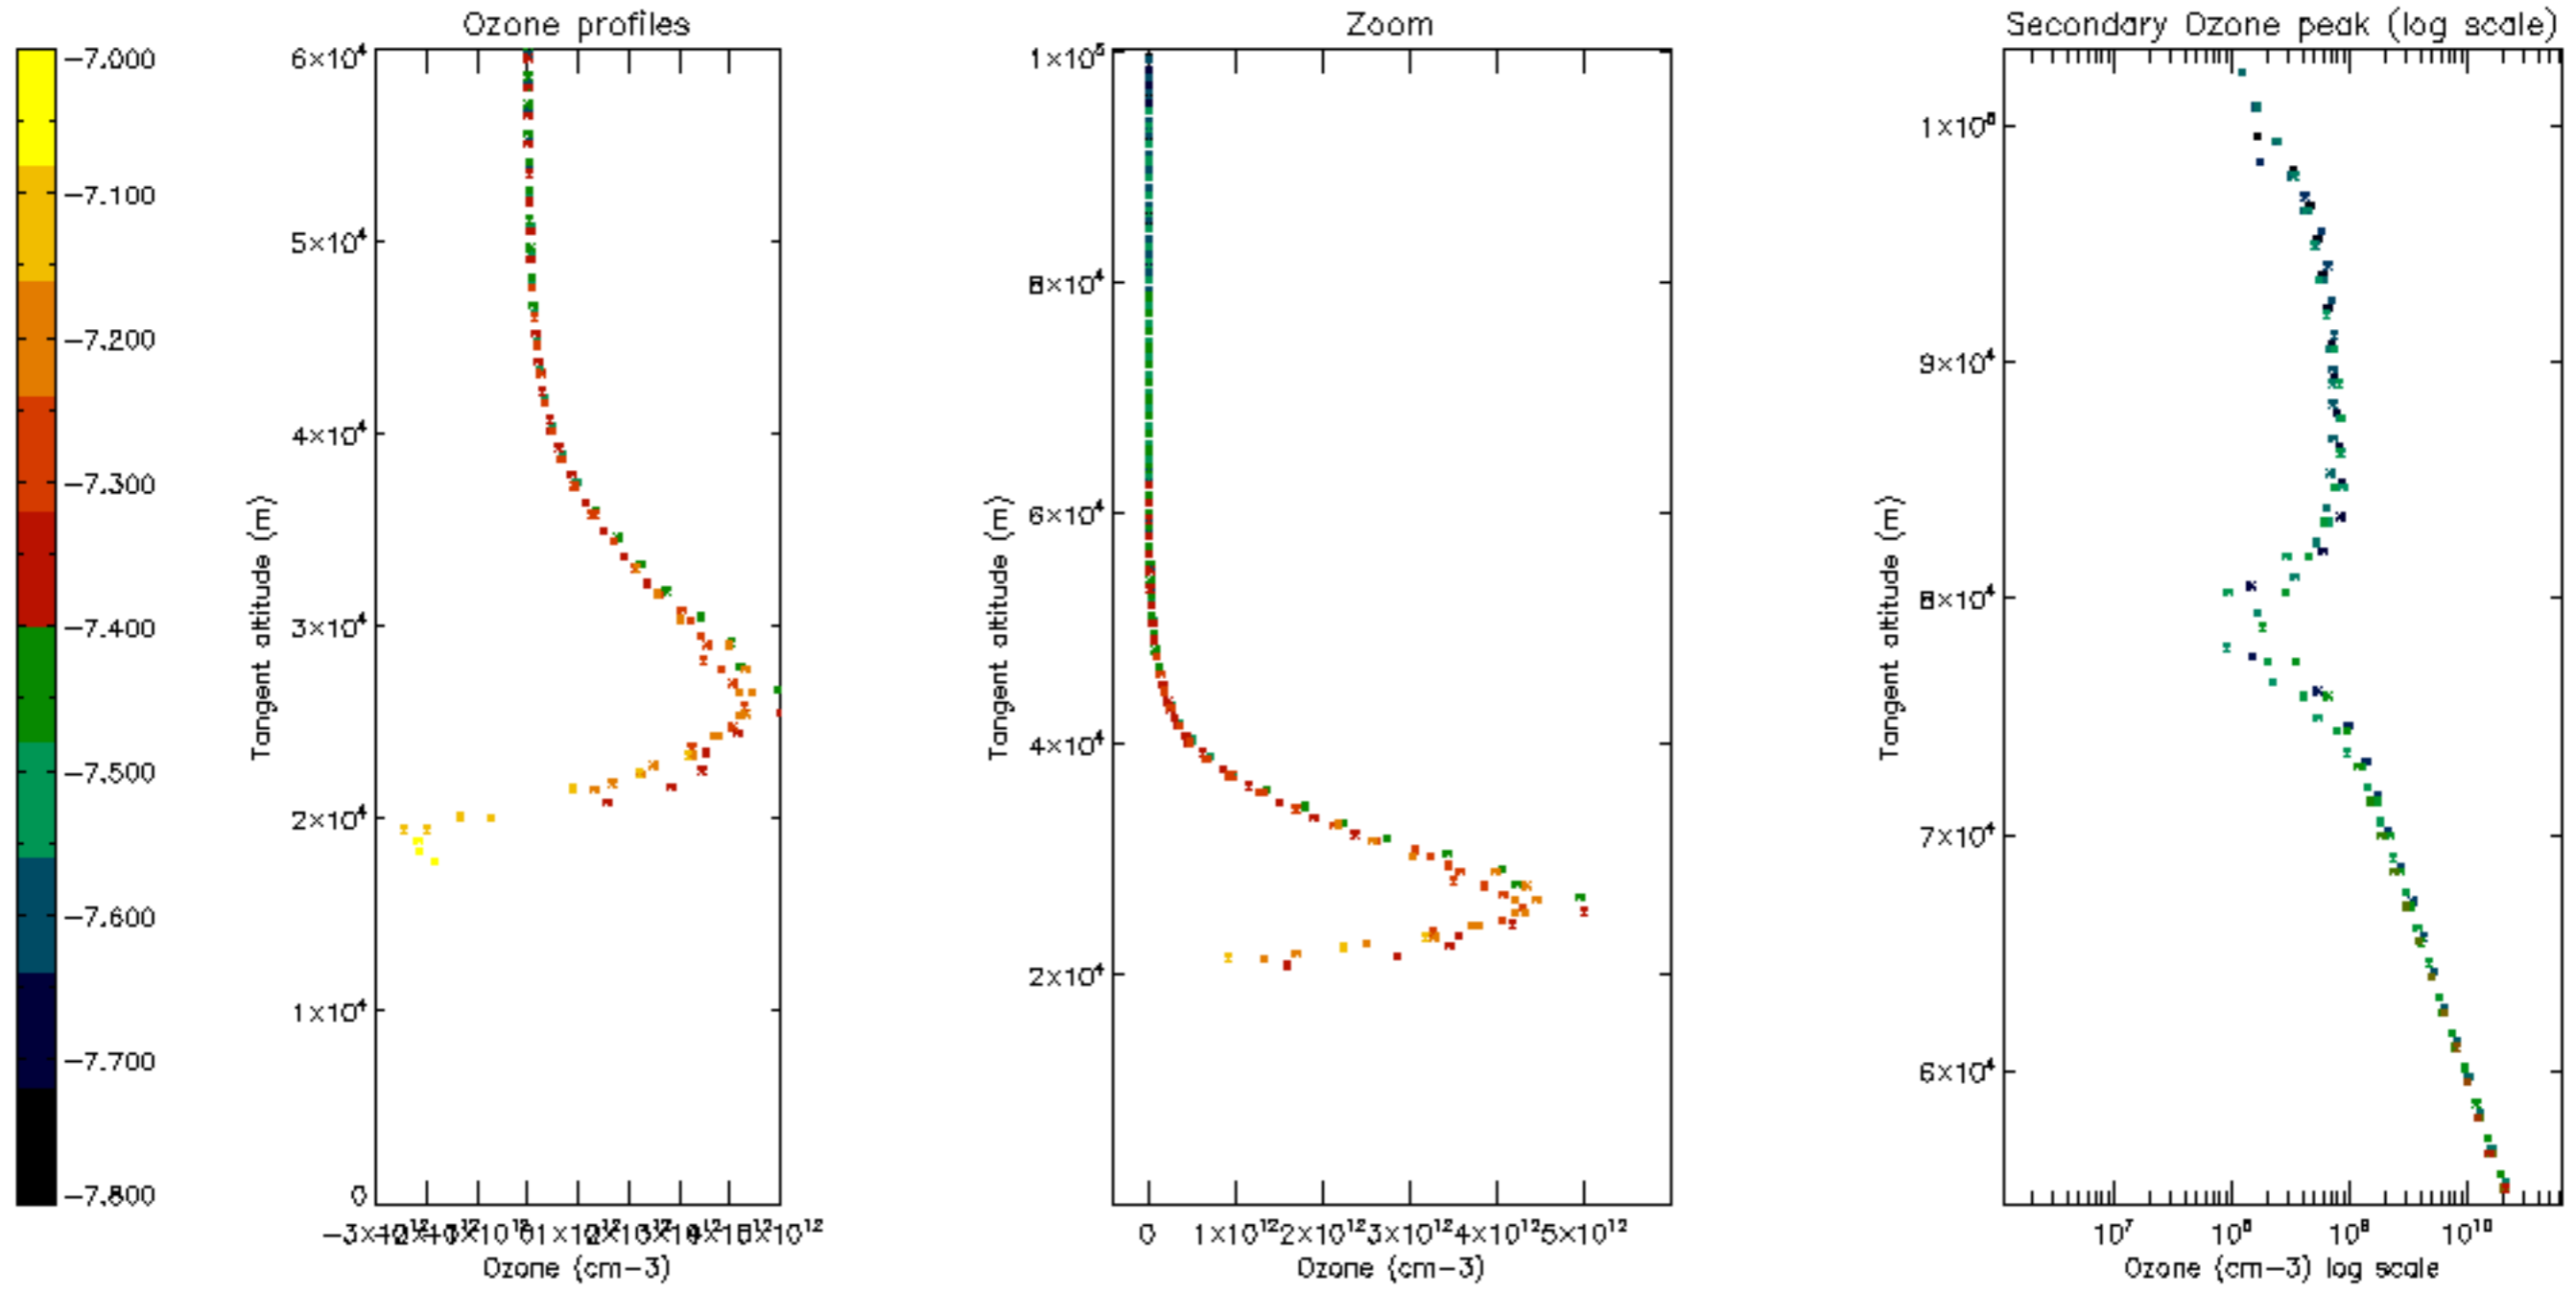 Ozone profiles
Zoom
Secondary Ozone peak (log scale)
−7.000
−7.100
−7.200
−7.300
−7.400
−7.500
−7.600
−7.700
−7.800
6×10⁴
5×10⁴
4×10⁴
3×10⁴
2×10⁴
1×10⁴
0
Tangent altitude (m)
Ozone (cm−3)
1×10⁵
8×10⁴
6×10⁴
4×10⁴
2×10⁴
Tangent altitude (m)
0 1×10¹² 2×10¹² 3×10¹² 4×10¹² 5×10¹²
Ozone (cm−3)
1×10⁵
9×10⁴
8×10⁴
7×10⁴
6×10⁴
Tangent altitude (m)
10⁷ 10⁸ 10⁹ 10¹⁰
Ozone (cm−3) log scale